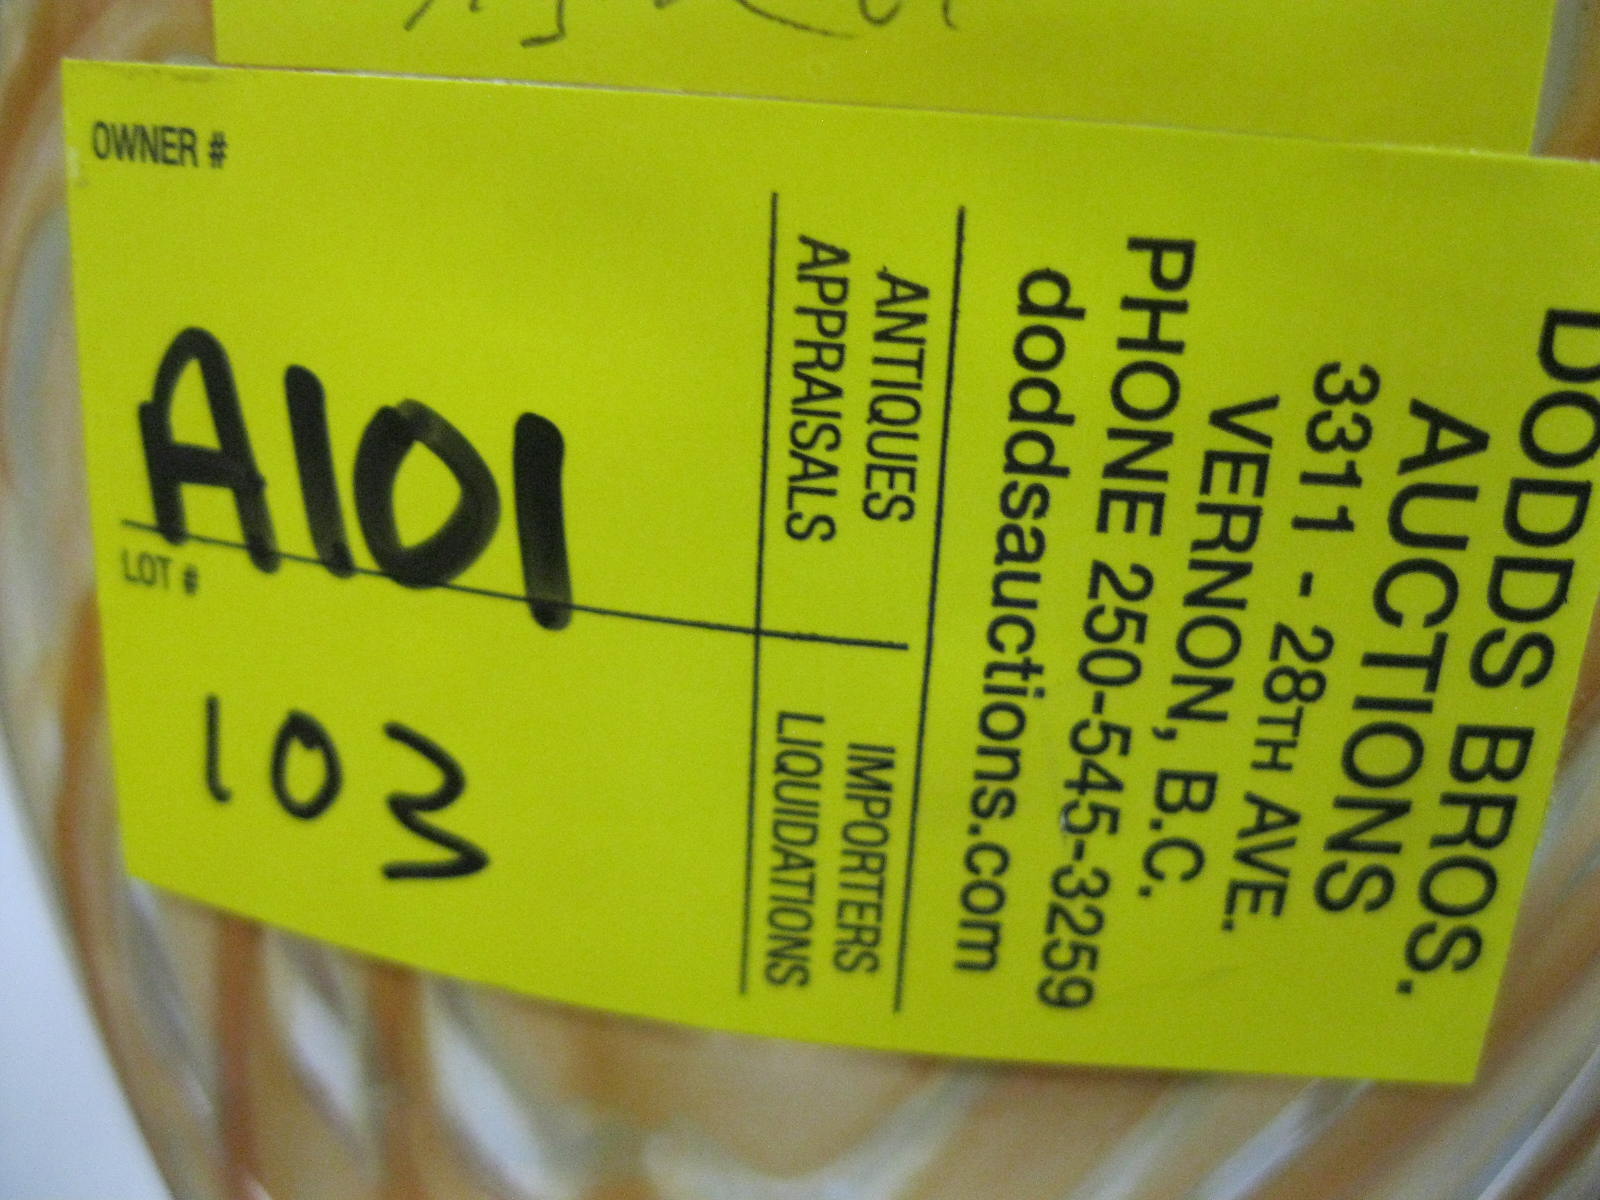 DODDS BROS.
AUCTIONS
3311 - 28TH AVE.
VERNON, B.C.
PHONE 250-545-3259
doddsauctions.com
ANTIQUES
APPRAISALS
IMPORTERS
LIQUIDATIONS
OWNER #
A101
LOT #
103